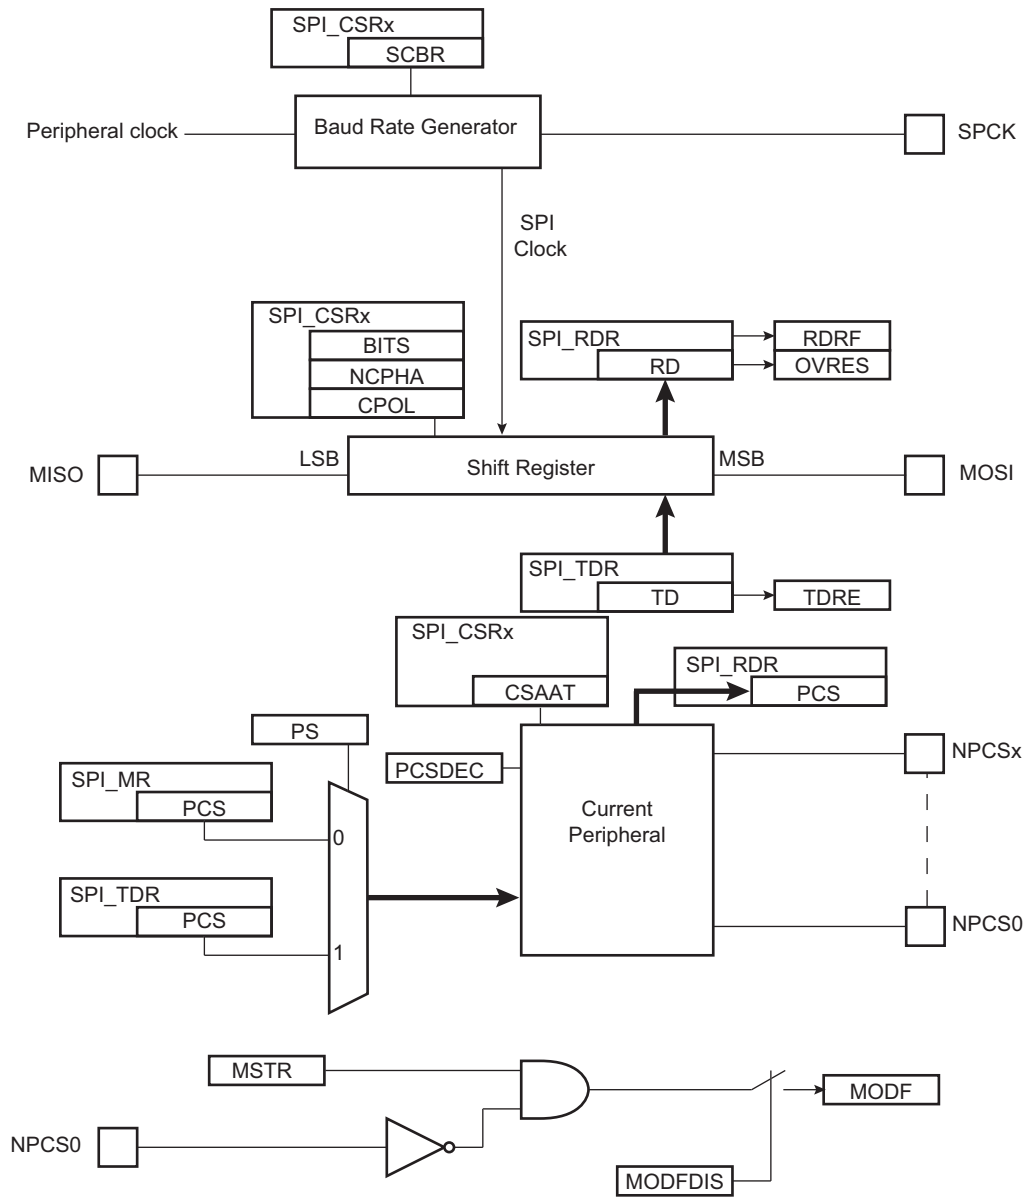 SPI_CSRx
SCBR
Peripheral clock
Baud Rate Generator
SPCK
SPI
Clock
SPI_CSRx
BITS
NCPHA
CPOL
SPI_RDR
RD
RDRF
OVRES
MISO
LSB
Shift Register
MSB
MOSI
SPI_TDR
TD
TDRE
SPI_CSRx
CSAAT
SPI_RDR
PCS
PS
PCSDEC
SPI_MR
PCS
0
Current
Peripheral
NPCSx
SPI_TDR
PCS
1
NPCS0
MSTR
MODF
NPCS0
MODFDIS